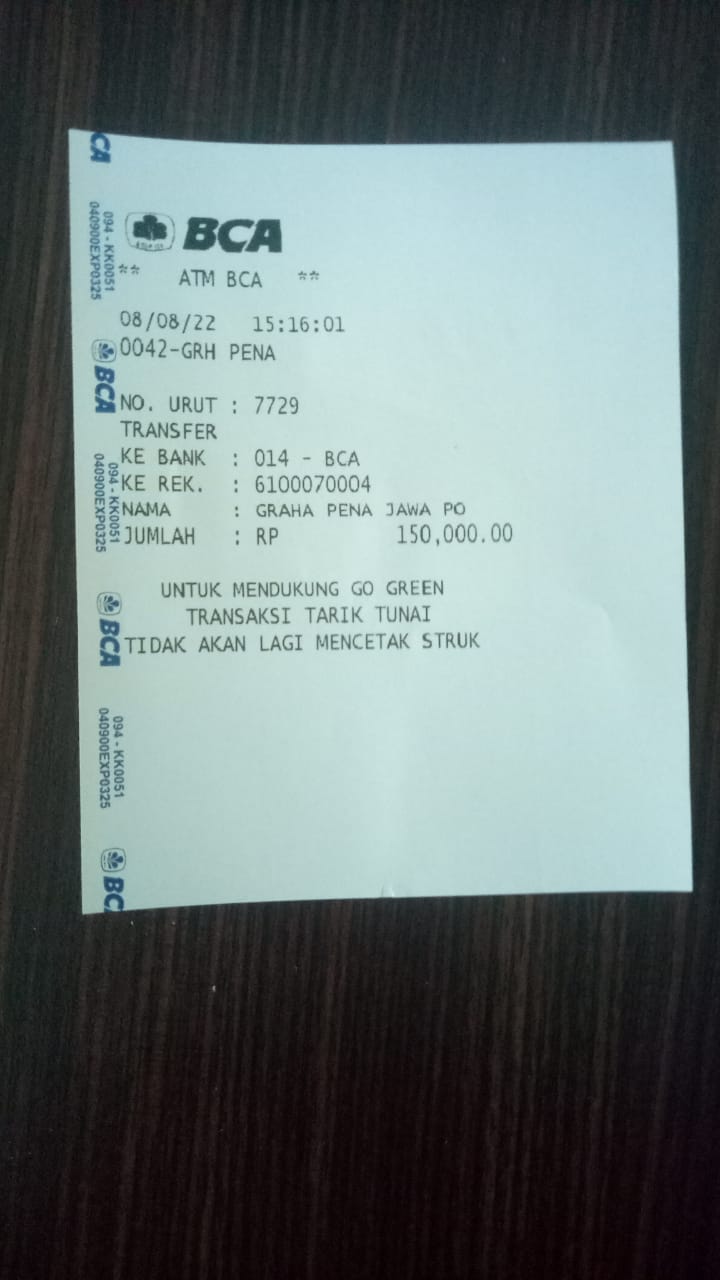 BCA
** ATM BCA **
08/08/22 15:16:01
0042-GRH PENA
NO. URUT : 7729
TRANSFER
KE BANK : 014 - BCA
KE REK. : 6100070004
NAMA : GRAHA PENA JAWA PO
JUMLAH : RP 150,000.00
UNTUK MENDUKUNG GO GREEN
TRANSAKSI TARIK TUNAI
TIDAK AKAN LAGI MENCETAK STRUK
CA
094 - KK0051
040900EXP0325
BCA
094 - KK0051
040900EXP0325
BCA
094 - KK0051
040900EXP0325
BC